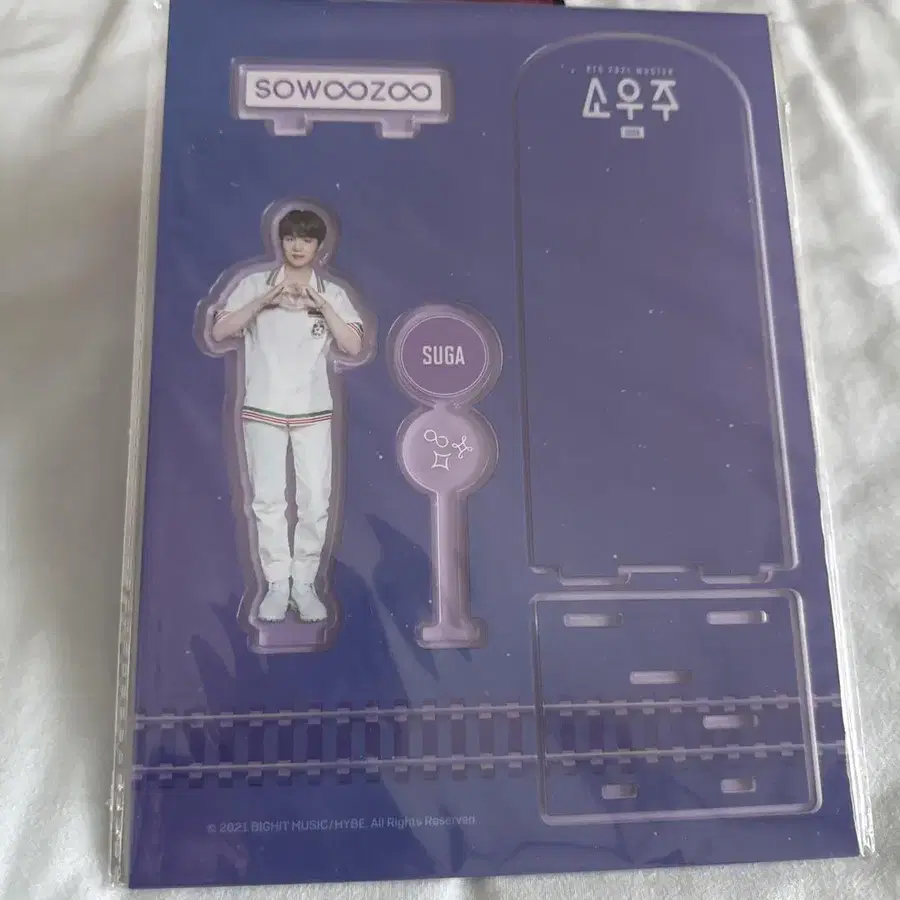 SOWOOZOO
BTS 2021 MUSTER
소우주
SUGA
© 2021 BIGHIT MUSIC/HYBE. All Rights Reserved